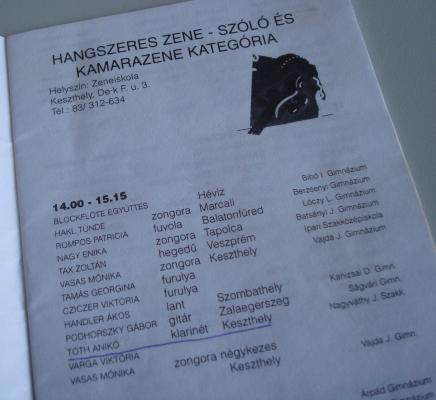 HANGSZERES ZENE - SZÓLÓ ÉS
KAMARAZENE KATEGÓRIA
Helyszín: Zeneiskola
Keszthely, De-k F. u. 3.
Tel.: 83/ 312-634
14.00 - 15.15
BLOCKFLÖTE EGYÜTTES Hévíz Bibó I. Gimnázium
HAKL TÜNDE zongora Marcali Berzsenyi Gimnázium
ROMPOS PATRICIA fuvola Balatonfüred Lóczy L. Gimnázium
NAGY ENIKA zongora Tapolca Batsányi J. Gimnázium
TAX ZOLTÁN hegedű Veszprém Ipari Szakközépiskola
VASAS MÓNIKA zongora Keszthely Vajda J. Gimnázium
TAMÁS GEORGINA furulya
CZICZER VIKTÓRIA furulya
HANDLER ÁKOS lant Szombathely Kanizsai D. Gimn.
PODHORSZKY GÁBOR gitár Zalaegerszeg Ságvári Gimn.
TÓTH ANIKÓ klarinét Keszthely Nagyváthy J. Szakk.
VARGA VIKTÓRIA zongora négykezes
VASAS MÓNIKA Keszthely Vajda J. Gimn.
Árpád Gimnázium